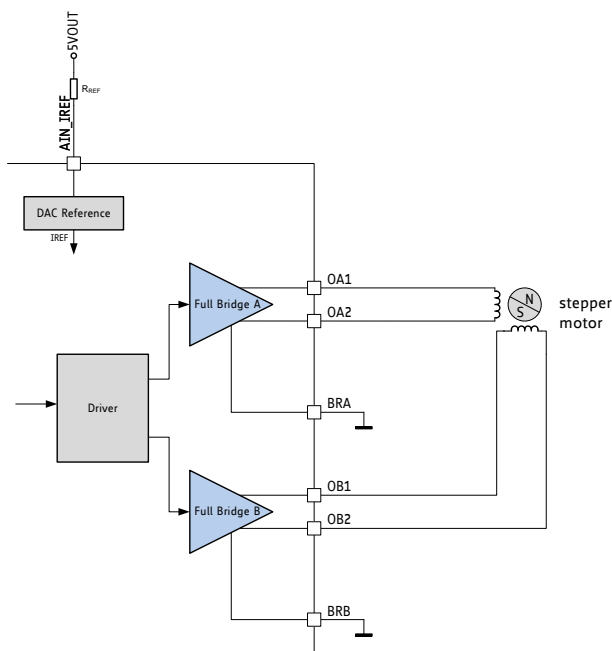 5VOUT
RREF
AIN_IREF
DAC Reference
IREF
Full Bridge A
OA1
OA2
N
S
stepper
motor
BRA
Driver
Full Bridge B
OB1
OB2
BRB